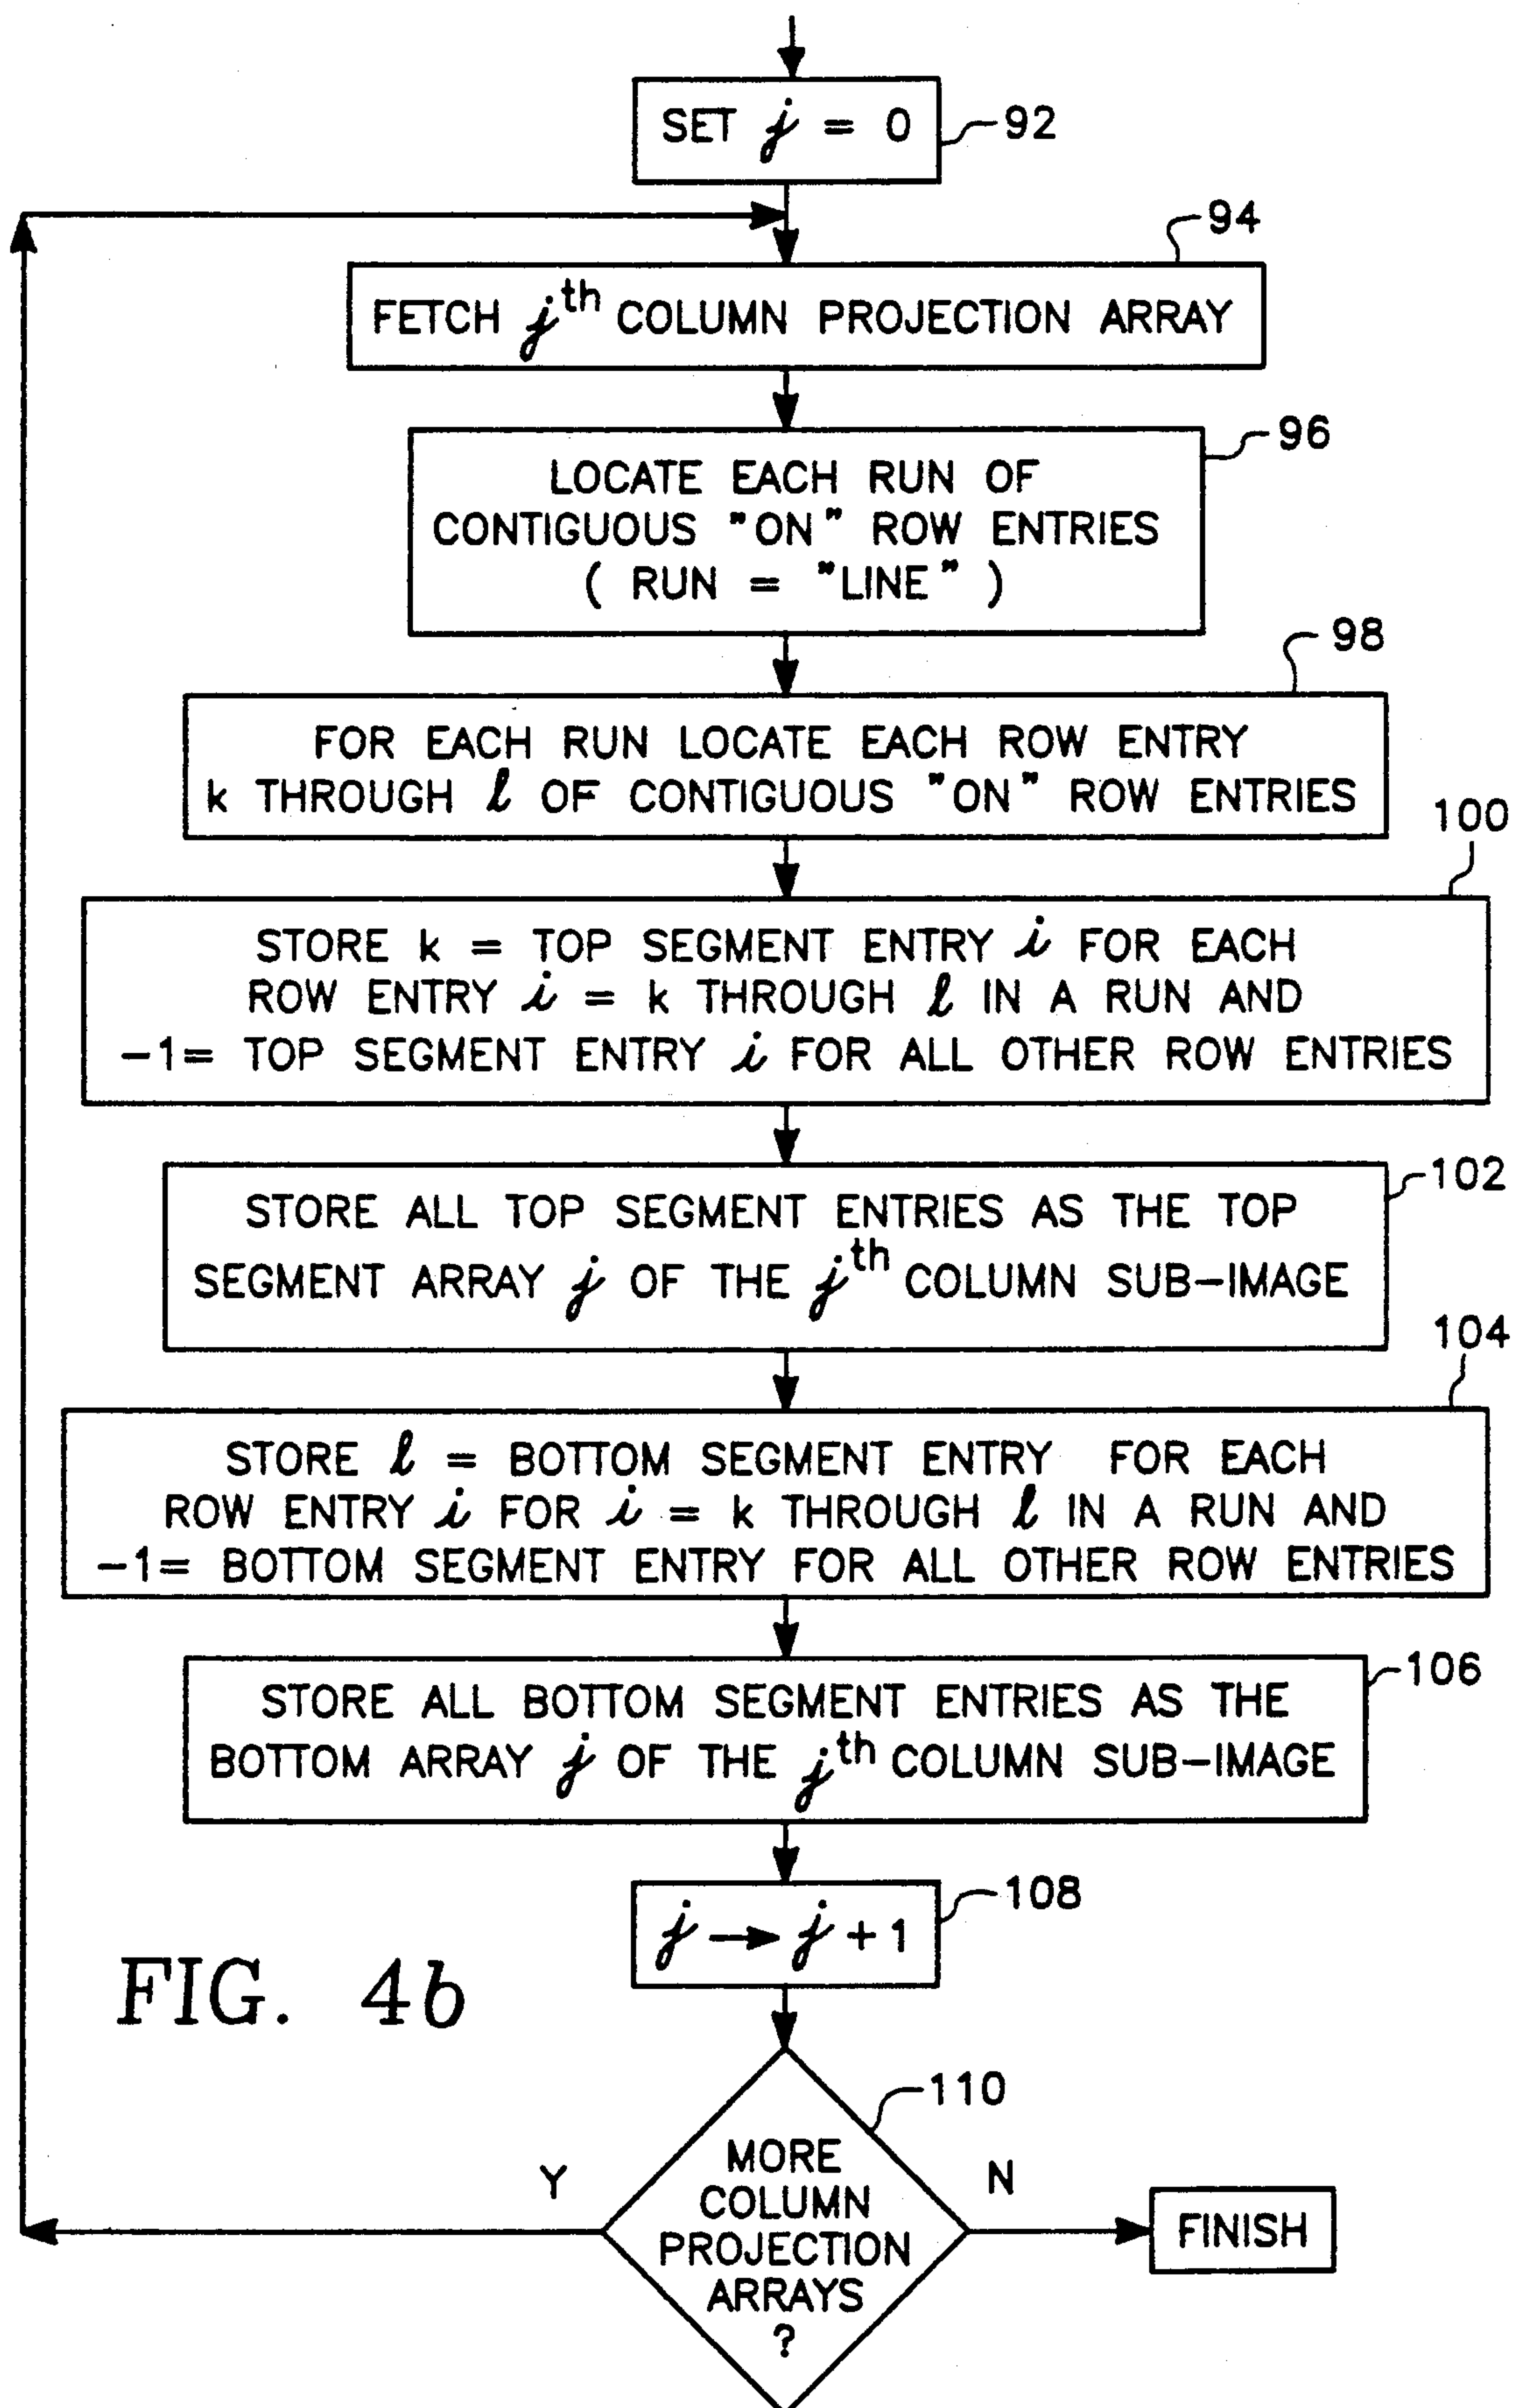 SET j = 0
92
94
FETCH jth COLUMN PROJECTION ARRAY
96
LOCATE EACH RUN OF
CONTIGUOUS "ON" ROW ENTRIES
( RUN = "LINE" )
98
FOR EACH RUN LOCATE EACH ROW ENTRY
k THROUGH ℓ OF CONTIGUOUS "ON" ROW ENTRIES
100
STORE k = TOP SEGMENT ENTRY i FOR EACH
ROW ENTRY i = k THROUGH ℓ IN A RUN AND
-1= TOP SEGMENT ENTRY i FOR ALL OTHER ROW ENTRIES
102
STORE ALL TOP SEGMENT ENTRIES AS THE TOP
SEGMENT ARRAY j OF THE jth COLUMN SUB-IMAGE
104
STORE ℓ = BOTTOM SEGMENT ENTRY FOR EACH
ROW ENTRY i FOR i = k THROUGH ℓ IN A RUN AND
-1= BOTTOM SEGMENT ENTRY FOR ALL OTHER ROW ENTRIES
106
STORE ALL BOTTOM SEGMENT ENTRIES AS THE
BOTTOM ARRAY j OF THE jth COLUMN SUB-IMAGE
108
j → j + 1
FIG. 4b
110
MORE
COLUMN
PROJECTION
ARRAYS
?
Y
N
FINISH